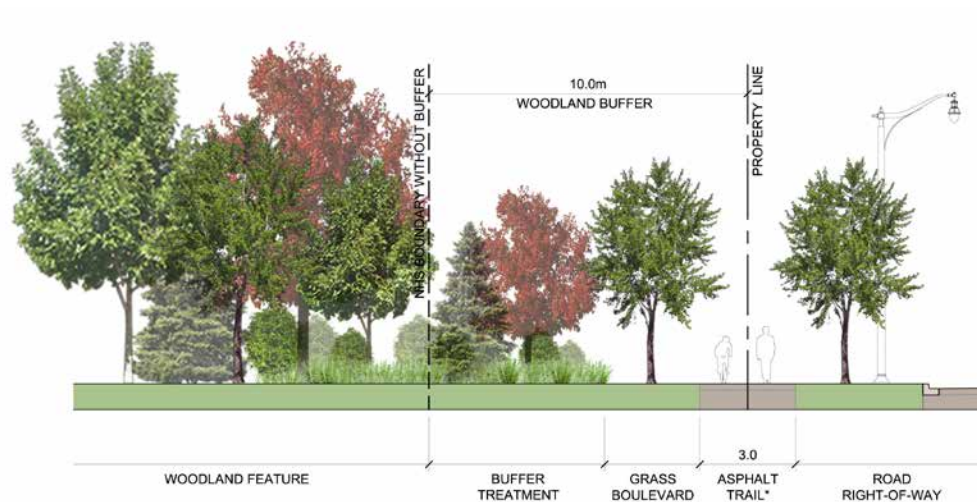 10.0m
WOODLAND BUFFER
NHS BOUNDARY WITHOUT BUFFER
PROPERTY LINE
3.0
WOODLAND FEATURE
BUFFER
TREATMENT
GRASS
BOULEVARD
ASPHALT
TRAIL*
ROAD
RIGHT-OF-WAY